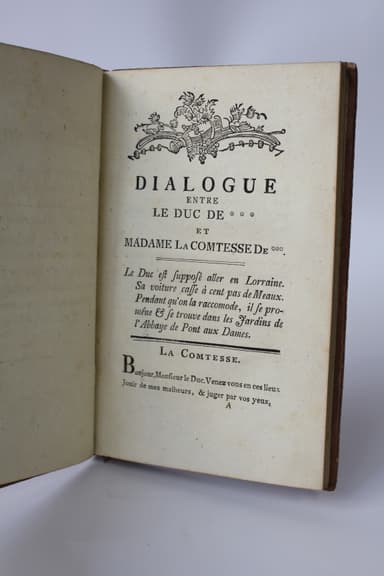 DIALOGUE
ENTRE
LE DUC DE ***
ET
MADAME LA COMTESSE DE ***.
Le Duc est supposé aller en Lorraine.
Sa voiture casse à cent pas de Meaux.
Pendant qu'on la raccomode, il se pro-
mène & se trouve dans les Jardins de
l'Abbaye de Pont aux Dames.
LA COMTESSE.
Bonjour, Monsieur le Duc. Venez vous en ces lieux
Jouir de mes malheurs, & juger par vos yeux,
A